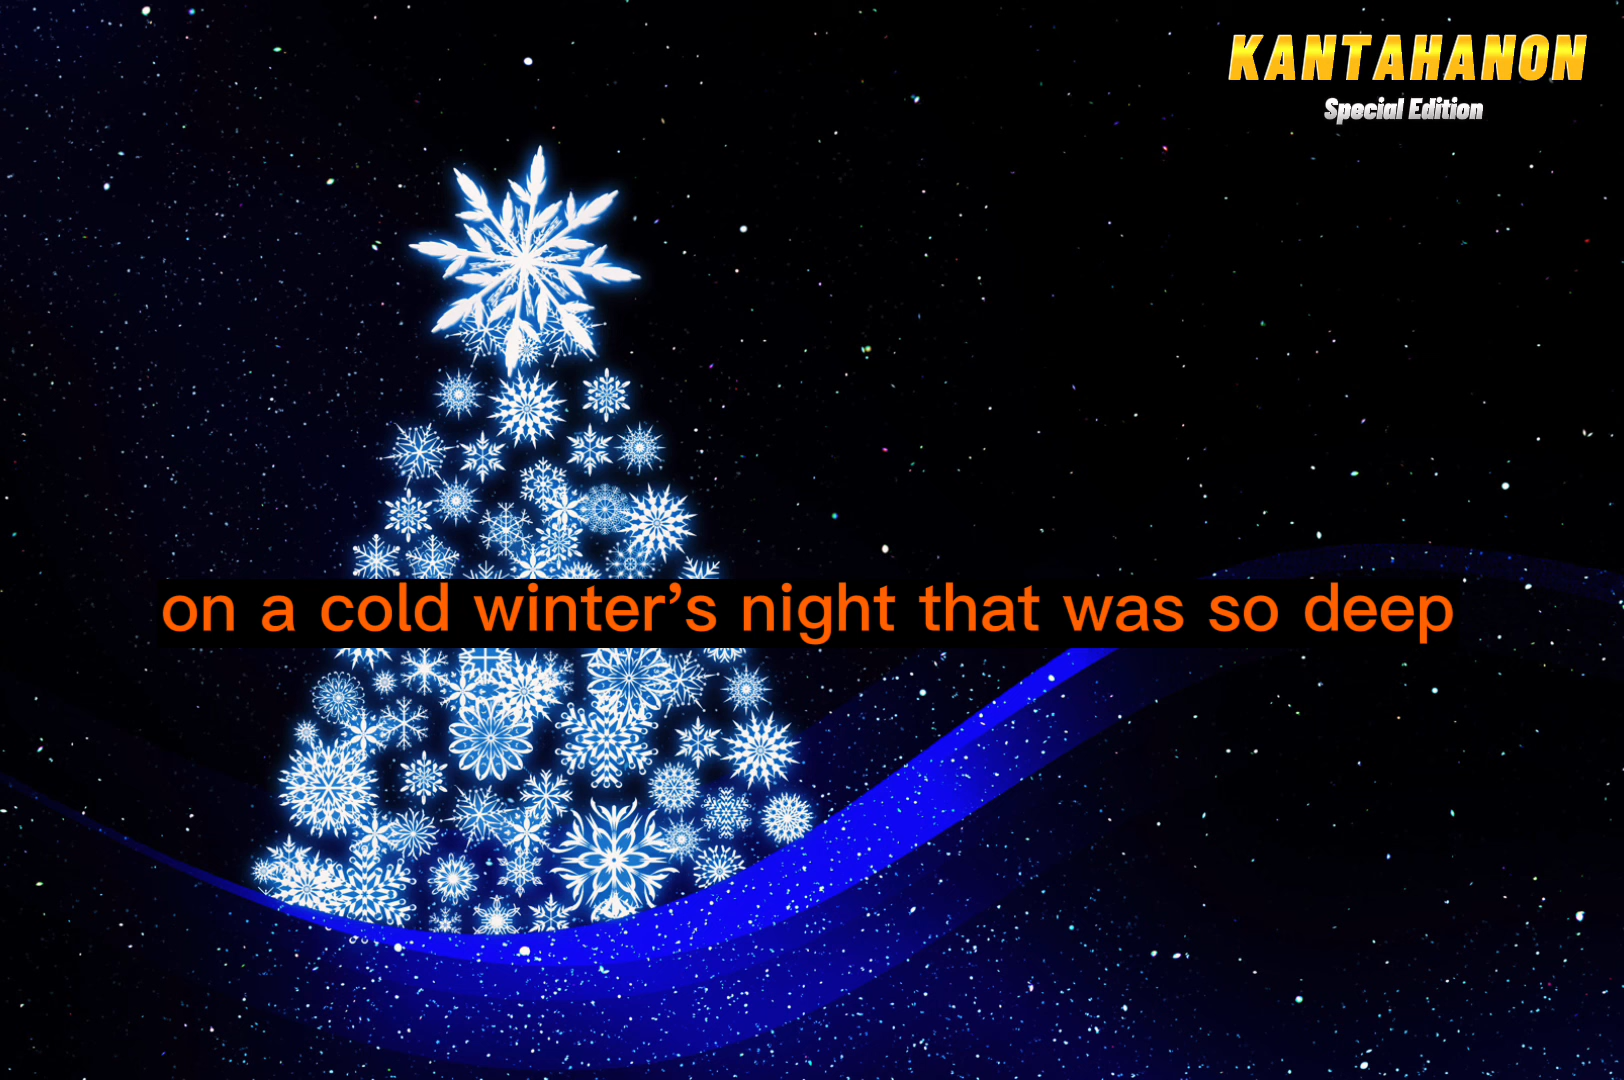 KANTAHANON
Special Edition
on a cold winter’s night that was so deep